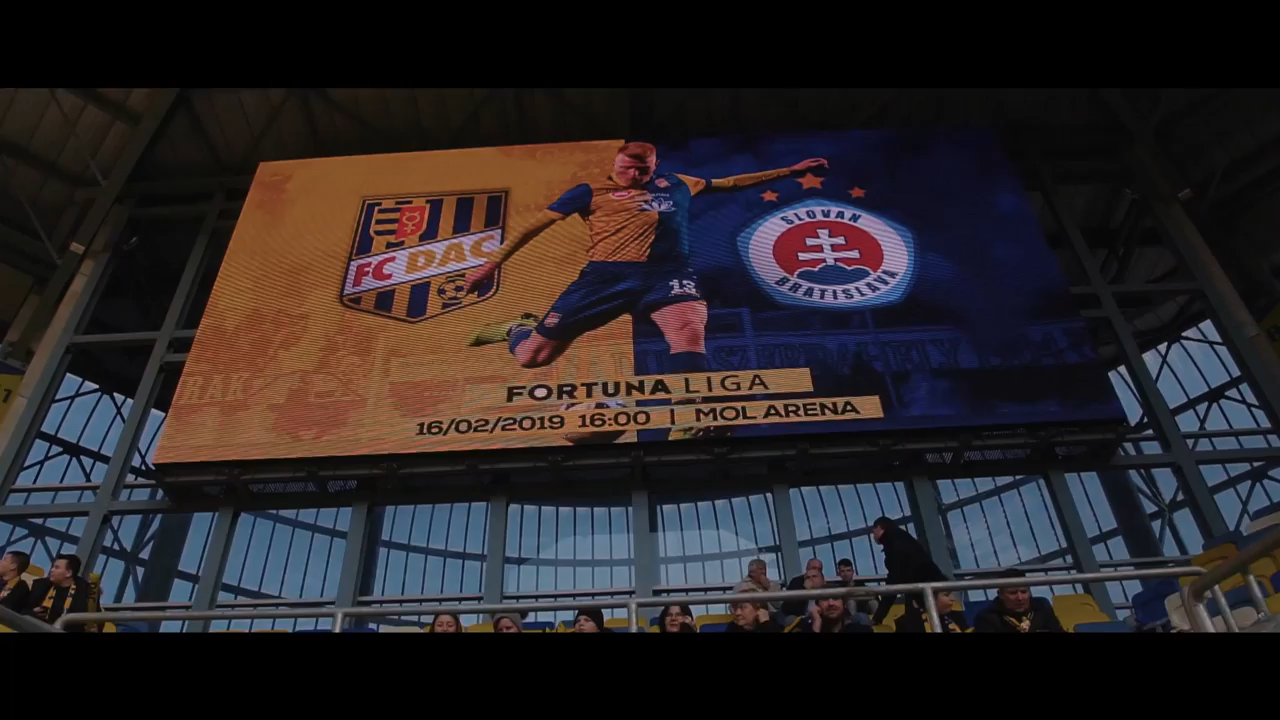 FC DAC
SLOVAN
BRATISLAVA
13
FORTUNA LIGA
16/02/2019 16:00 | MOL ARENA